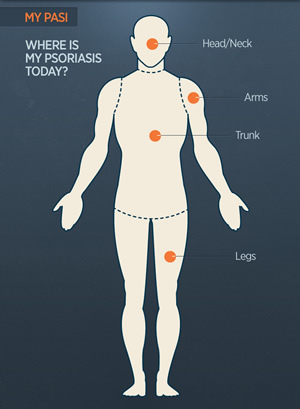 MY PASI
WHERE IS
MY PSORIASIS
TODAY?
Head/Neck
Arms
Trunk
Legs